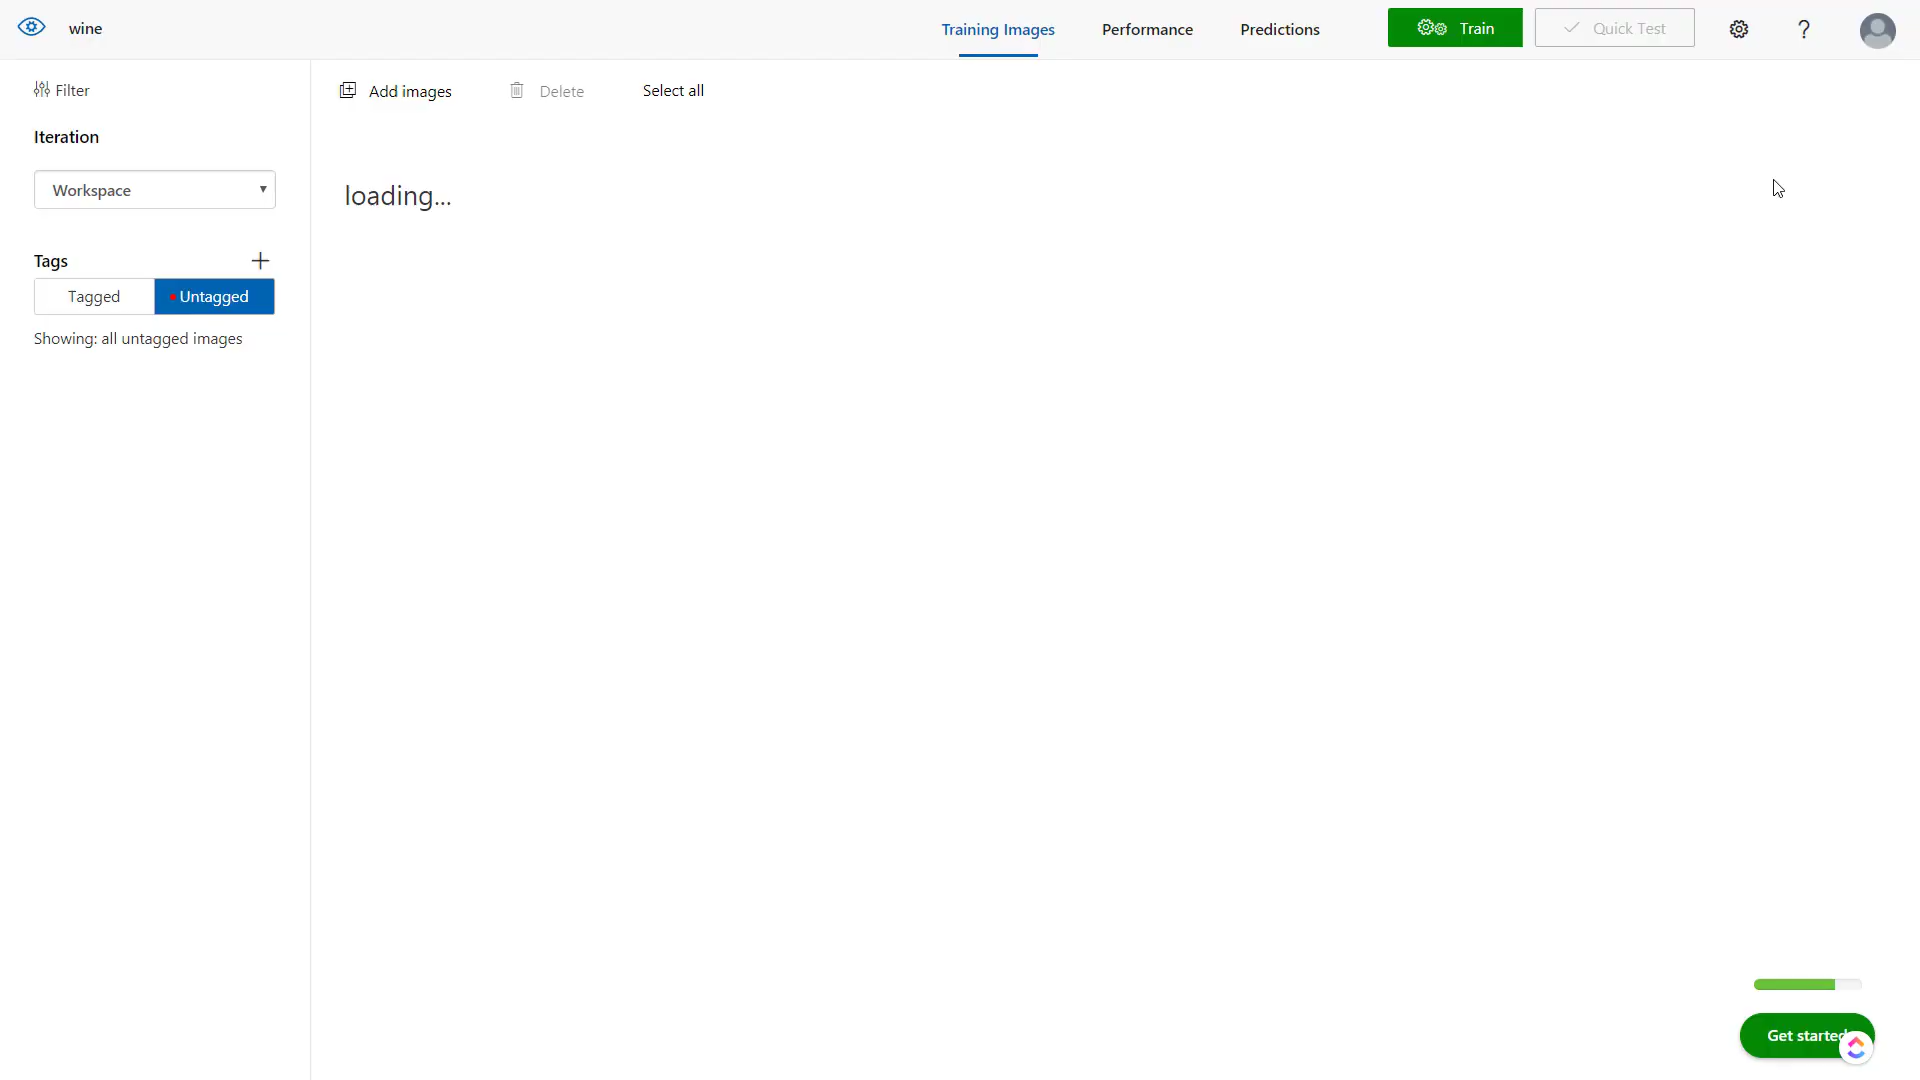 wine
Training Images
Performance
Predictions
Train
Quick Test
?
Filter
Add images
Delete
Select all
Iteration
Workspace
loading...
Tags
Tagged
Untagged
Showing: all untagged images
Get started